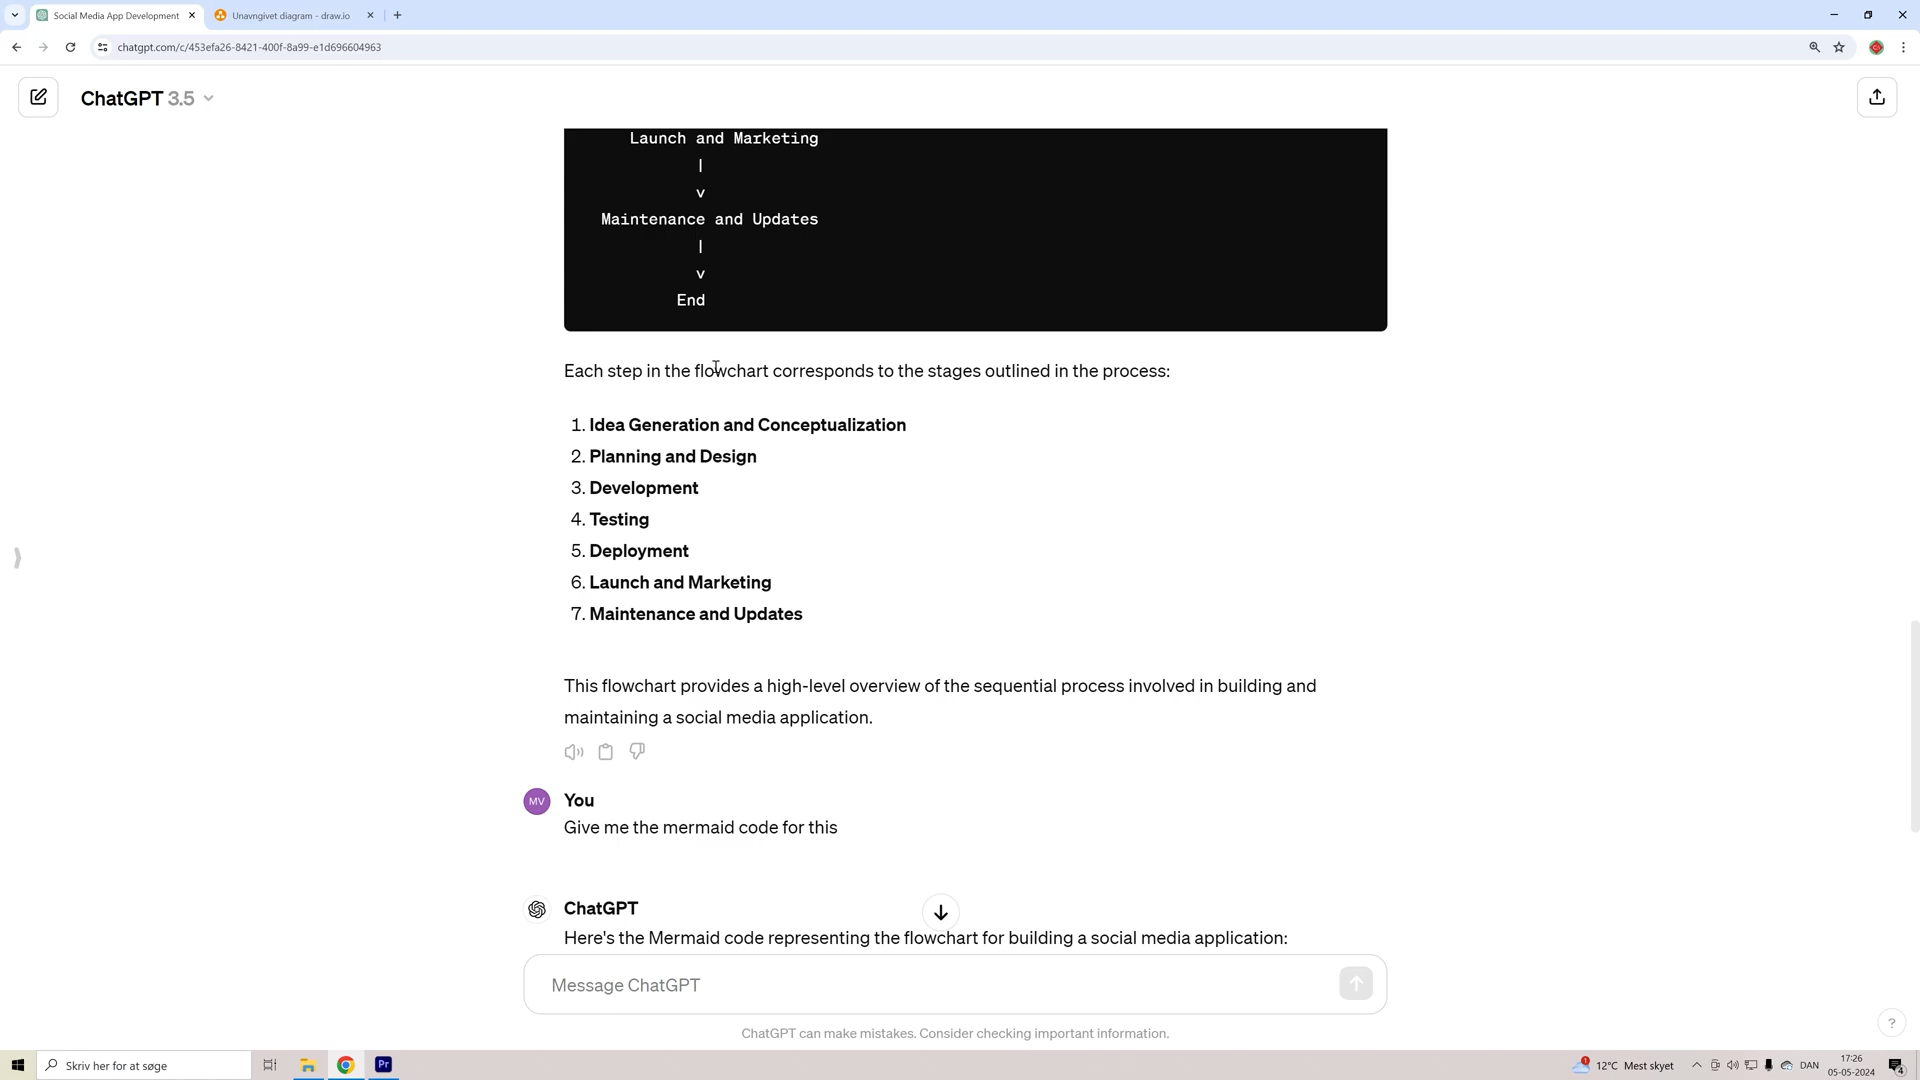 Social Media App Development
Unavngivet diagram - draw.io
chatgpt.com/c/453efa26-8421-400f-8a99-e1d696604963
ChatGPT 3.5
Launch and Marketing
|
v
Maintenance and Updates
|
v
End
Each step in the flowchart corresponds to the stages outlined in the process:
1. Idea Generation and Conceptualization
2. Planning and Design
3. Development
4. Testing
5. Deployment
6. Launch and Marketing
7. Maintenance and Updates
This flowchart provides a high-level overview of the sequential process involved in building and
maintaining a social media application.
MV
You
Give me the mermaid code for this
ChatGPT
Here's the Mermaid code representing the flowchart for building a social media application:
Message ChatGPT
ChatGPT can make mistakes. Consider checking important information.
?
Skriv her for at søge
Pr
1
12°C Mest skyet
DAN
17:26
05-05-2024
4